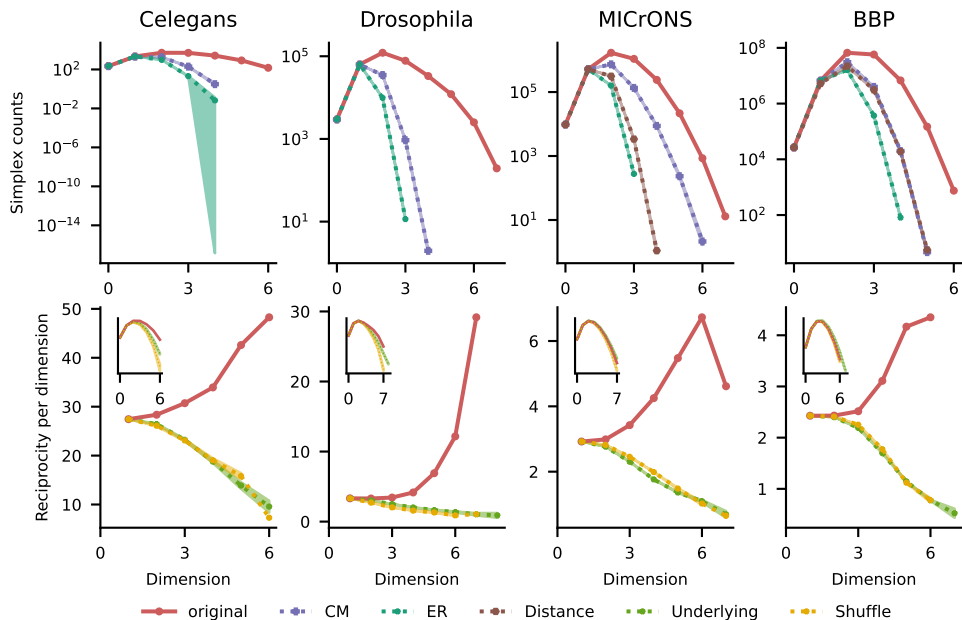 Celegans Drosophila MICrONS BBP
Simplex counts
10^2
10^-2
10^-6
10^-10
10^-14
0 3 6
10^5
10^3
10^1
0 3 6
10^5
10^3
10^1
0 3 6
10^8
10^6
10^4
10^2
0 3 6
Reciprocity per dimension
50
40
30
20
10
0 6
0 3 6
Dimension
30
20
10
0
0 7
0 3 6
Dimension
6
4
2
0 7
0 3 6
Dimension
4
3
2
1
0 6
0 3 6
Dimension
original CM ER Distance Underlying Shuffle